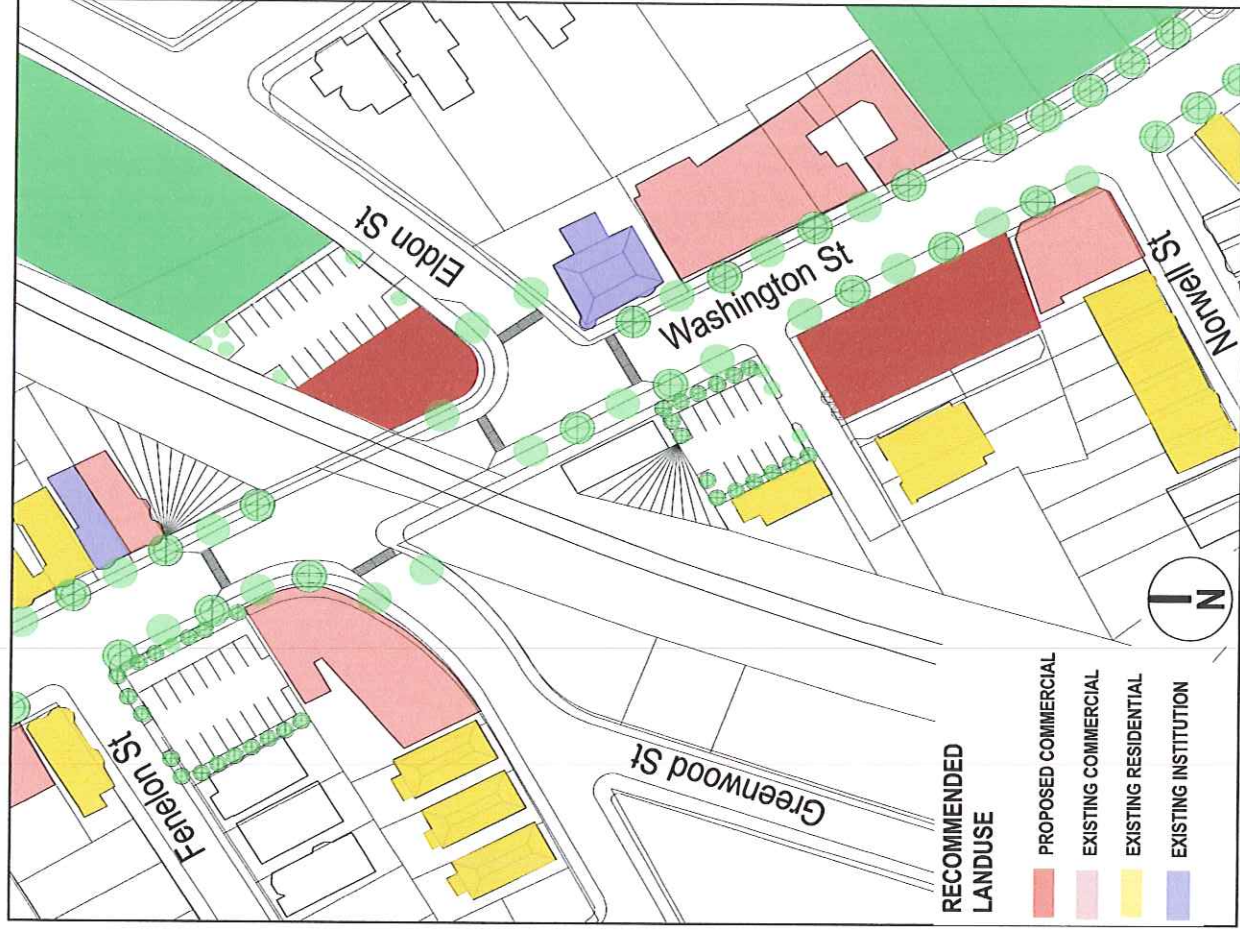 Eldon St
Washington St
Norwell St
Fenelon St
Greenwood St
N
RECOMMENDED
LANDUSE
PROPOSED COMMERCIAL
EXISTING COMMERCIAL
EXISTING RESIDENTIAL
EXISTING INSTITUTION